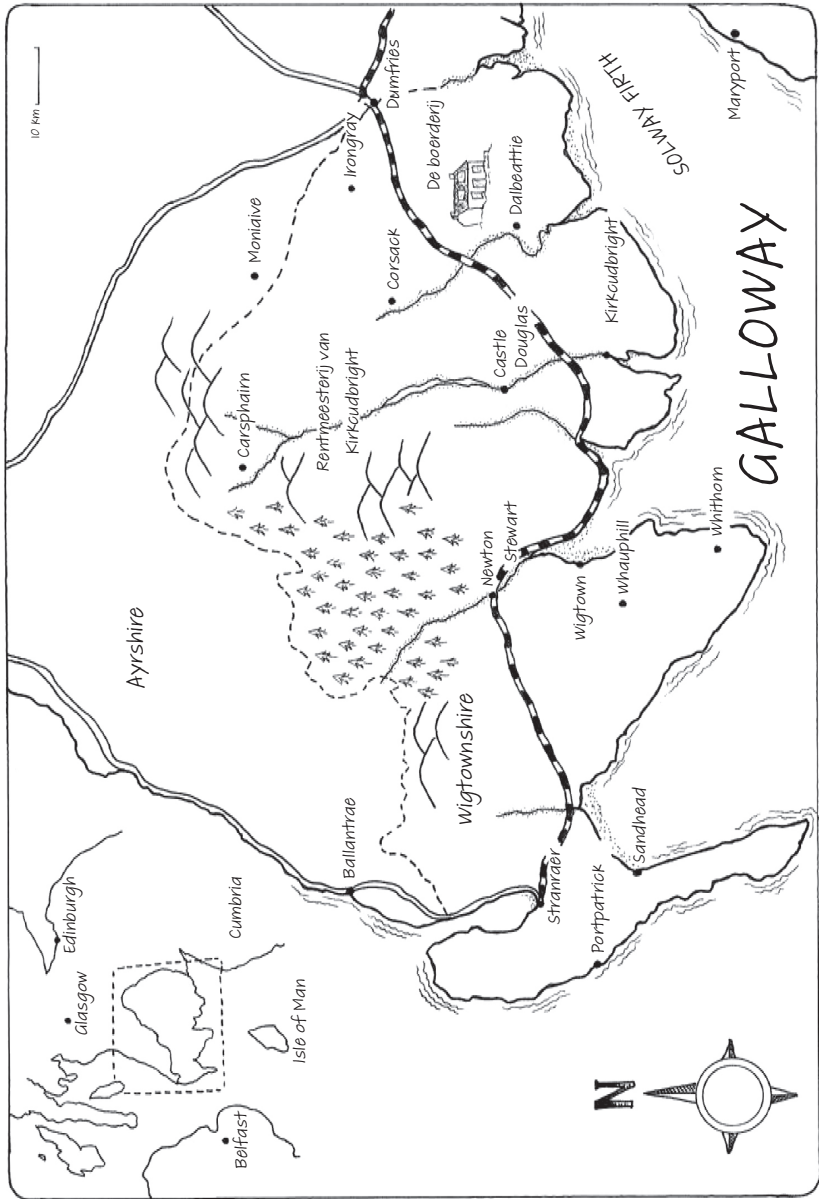 10 km
Glasgow
Edinburgh
Belfast
Isle of Man
Cumbria
Ayrshire
Moniaive
Carsphairn
Ballantrae
Irongray
Dumfries
Rentmeesterij van
Kirkcudbright
Corsack
De boerderij
Wigtownshire
Newton
Stewart
Castle
Douglas
Dalbeattie
Stranraer
Wigtown
Portpatrick
Kirkcudbright
Whauphill
Sandhead
SOLWAY FIRTH
Whithorn
Maryport
GALLOWAY
N